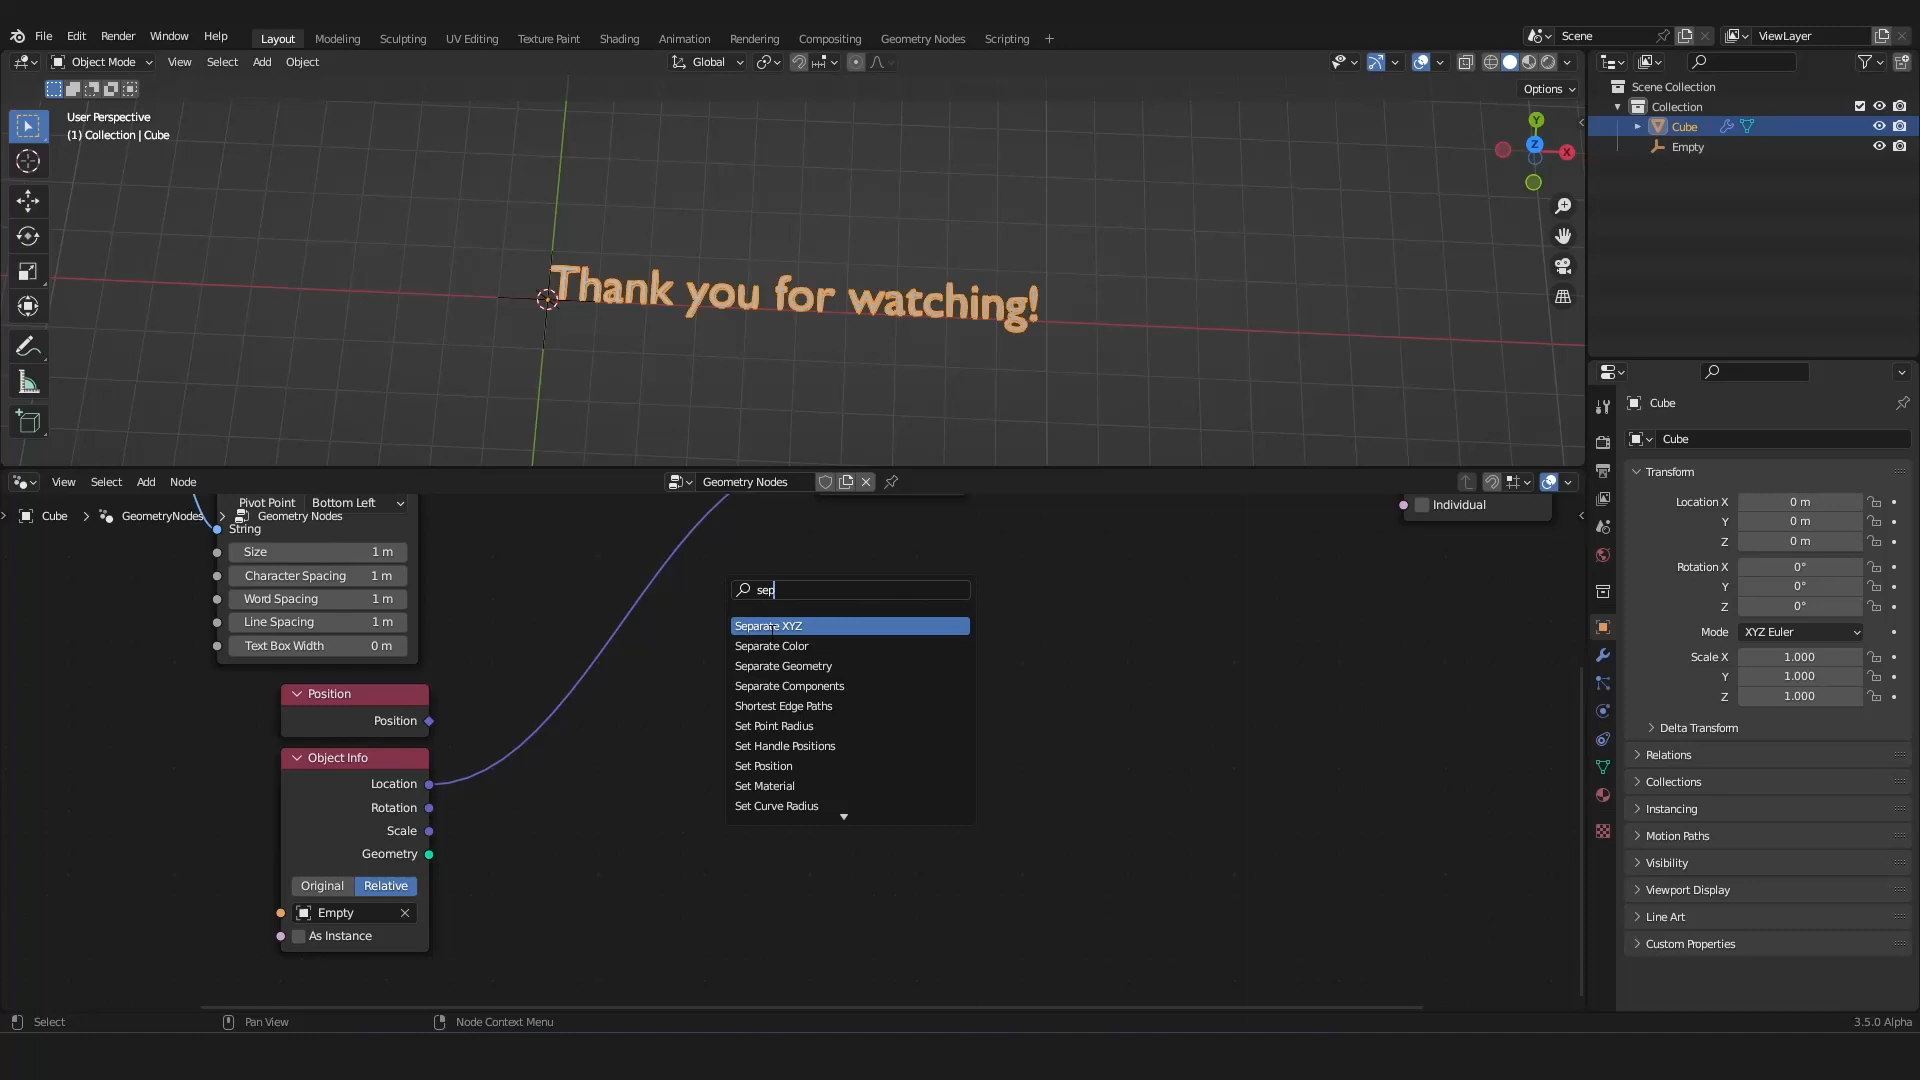 File Edit Render Window Help Layout Modeling Sculpting UV Editing Texture Paint Shading Animation Rendering Compositing Geometry Nodes Scripting + Scene ViewLayer
Object Mode View Select Add Object Global
Options
User Perspective
(1) Collection | Cube
Y
Z
X
Thank you for watching!
Scene Collection
Collection
Cube
Empty
View Select Add Node Geometry Nodes
Pivot Point Bottom Left
Cube > GeometryNodes > Geometry Nodes
String
Size 1 m
Character Spacing 1 m
Word Spacing 1 m
Line Spacing 1 m
Text Box Width 0 m
Position
Position
Object Info
Location
Rotation
Scale
Geometry
Original Relative
Empty
As Instance
sep
Separate XYZ
Separate Color
Separate Geometry
Separate Components
Shortest Edge Paths
Set Point Radius
Set Handle Positions
Set Position
Set Material
Set Curve Radius
Individual
Cube
Cube
Transform
Location X 0 m
Y 0 m
Z 0 m
Rotation X 0°
Y 0°
Z 0°
Mode XYZ Euler
Scale X 1.000
Y 1.000
Z 1.000
Delta Transform
Relations
Collections
Instancing
Motion Paths
Visibility
Viewport Display
Line Art
Custom Properties
Select Pan View Node Context Menu 3.5.0 Alpha